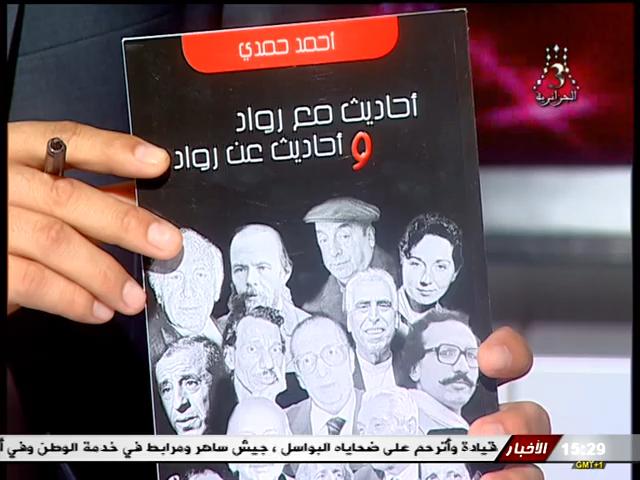 أحمد حمدي
أحاديث مع رواد
و أحاديث عن رواد
3
الجزائرية
قيادة وأترحم على ضحاياه البواسل ، جيش ساهر ومرابط في خدمة الوطن وفي أ
الأخبار
15:29
GMT+1